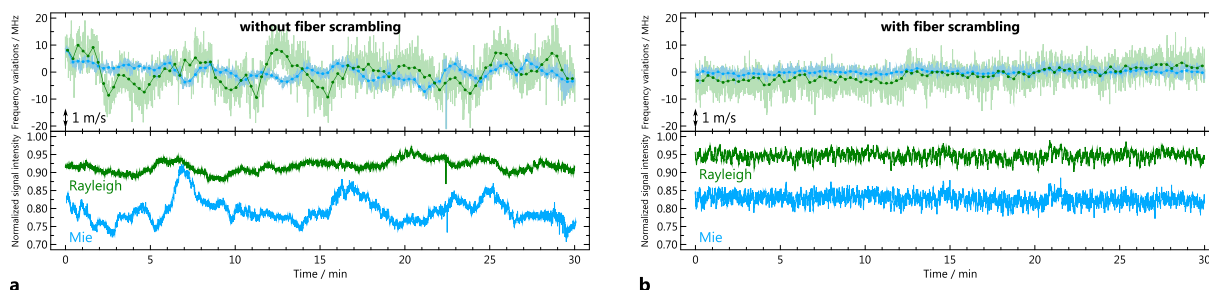 without fiber scrambling
Frequency variations / MHz
20
10
0
-10
-20
1 m/s
Normalized signal intensity
1.00
0.95
0.90
0.85
0.80
0.75
0.70
Rayleigh
Mie
0 5 10 15 20 25 30
Time / min
a
with fiber scrambling
Frequency variations / MHz
20
10
0
-10
-20
1 m/s
Normalized signal intensity
1.00
0.95
0.90
0.85
0.80
0.75
0.70
Rayleigh
Mie
0 5 10 15 20 25 30
Time / min
b